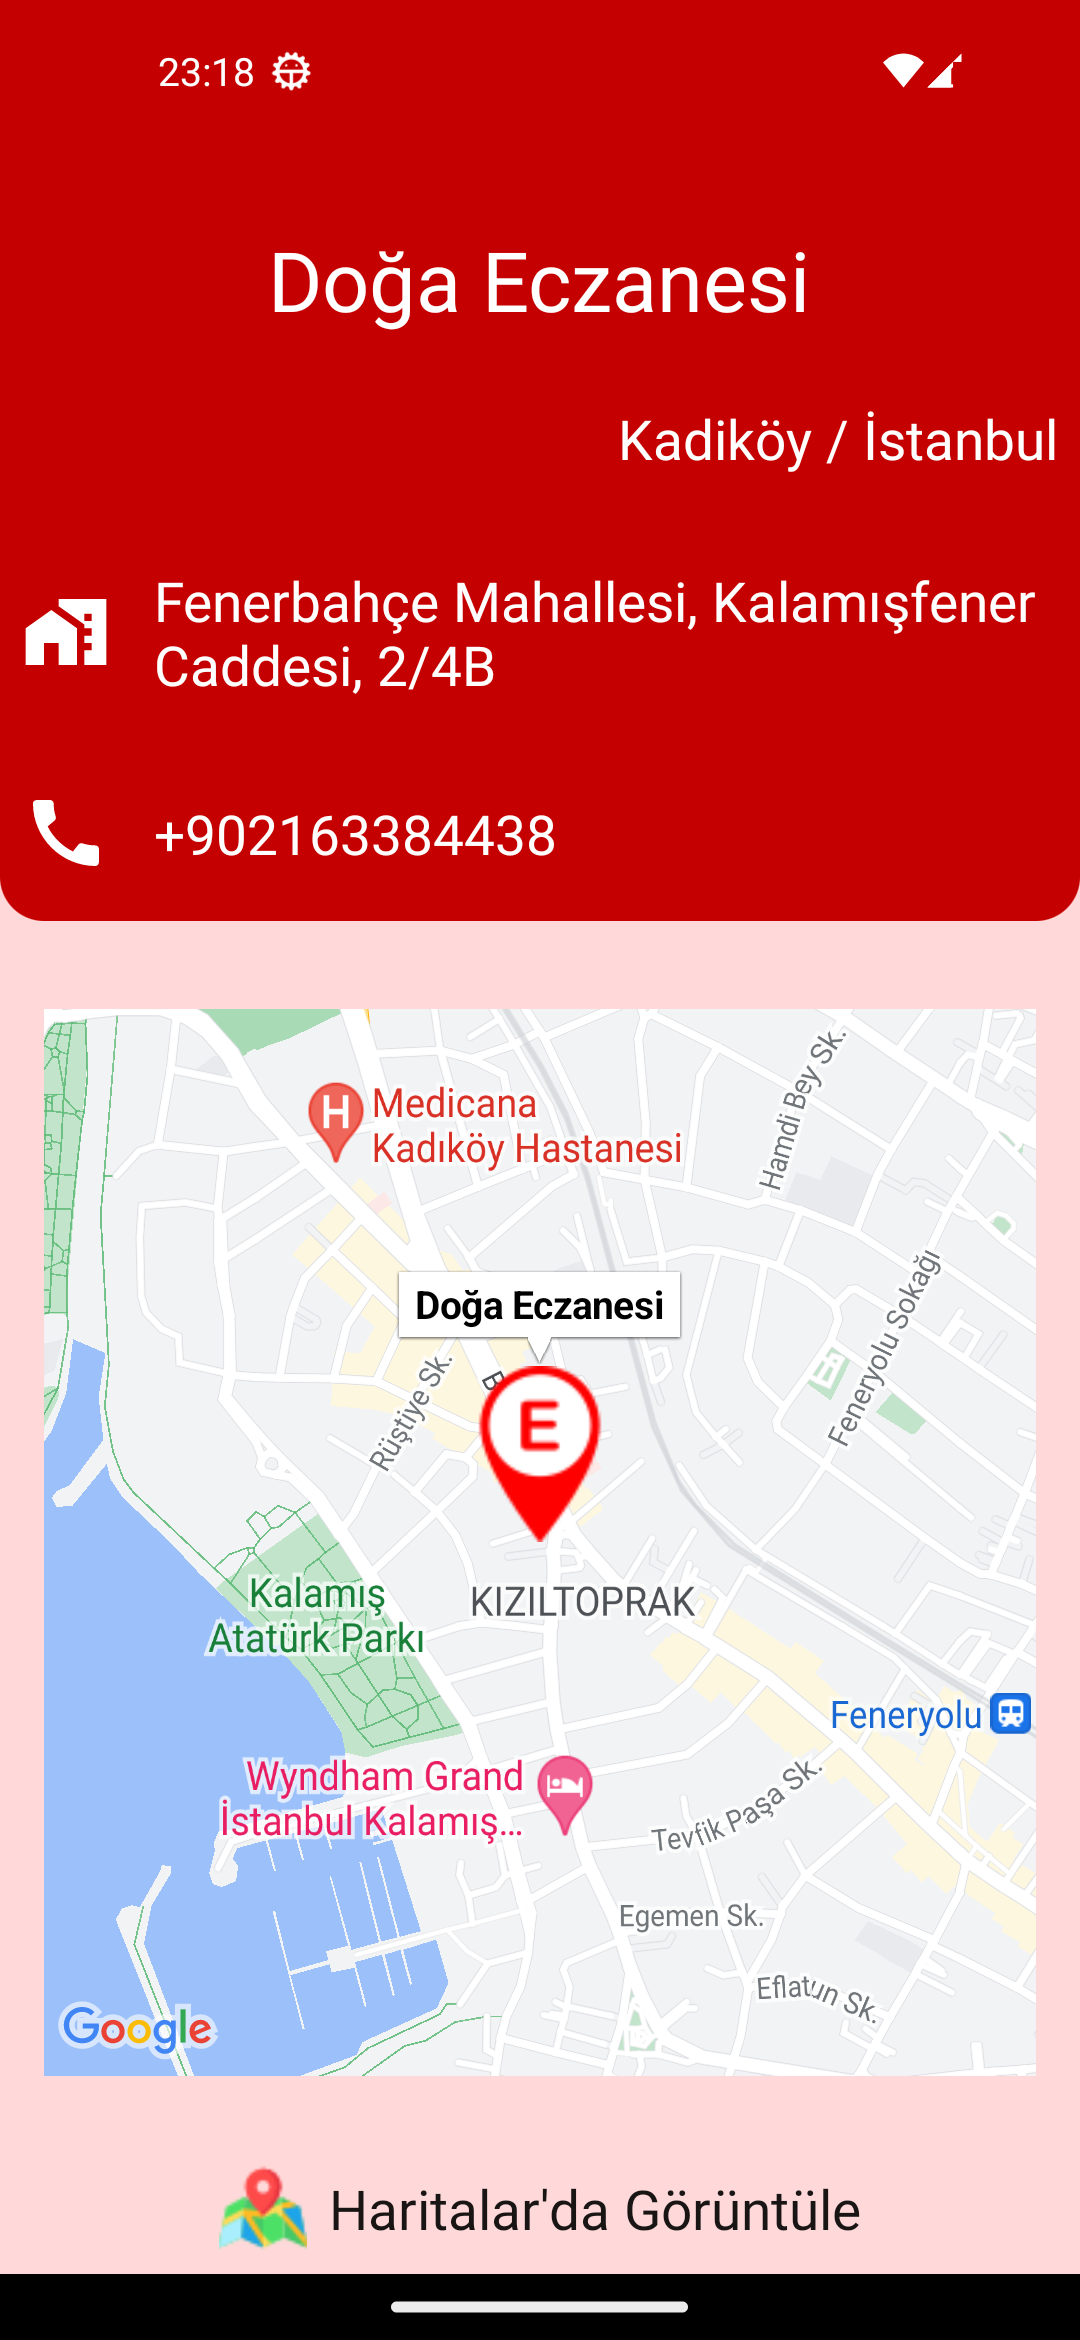 23:18
Doğa Eczanesi
Kadiköy / İstanbul
Fenerbahçe Mahallesi, Kalamışfener
Caddesi, 2/4B
+902163384438
Hamdi Bey Sk.
Medicana
Kadıköy Hastanesi
Doğa Eczanesi
Feneryolu Sokağı
Rüştiye Sk.
E
Kalamış
Atatürk Parkı
KIZILTOPRAK
Feneryolu
Wyndham Grand
İstanbul Kalamış...
Tevfik Paşa Sk.
Egemen Sk.
Eflatun Sk.
Google
Haritalar'da Görüntüle